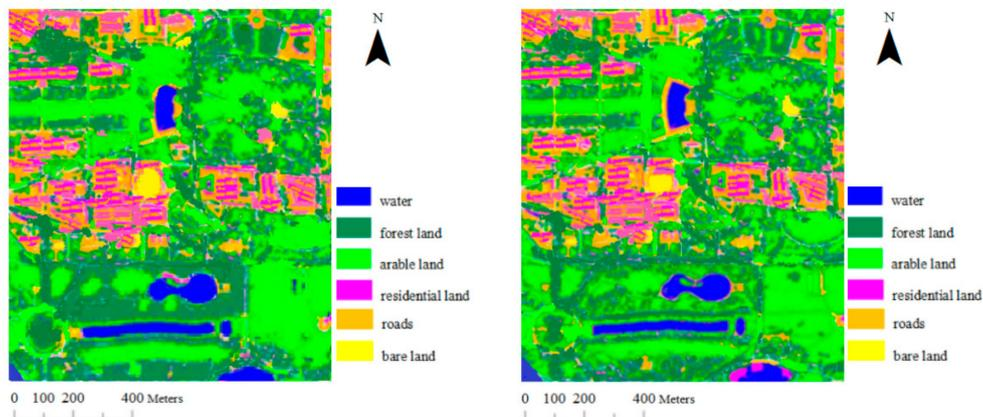 N
water
forest land
arable land
residential land
roads
bare land
0 100 200 400 Meters
N
water
forest land
arable land
residential land
roads
bare land
0 100 200 400 Meters